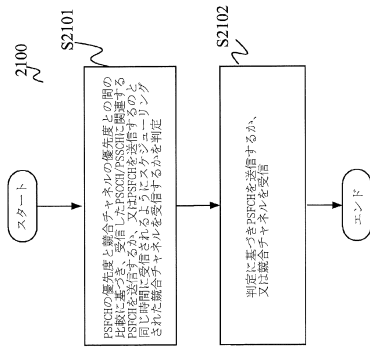 2100
スタート
S2101
PSFCHの優先度と競合チャネルの優先度との間の
比較に基づき、受信したPSCCH/PSSCHに関連する
PSFCHを送信するか、又はPSFCHを送信するのと
同じ時間に受信されるようにスケジューリング
された競合チャネルを受信するかを判定
S2102
判定に基づきPSFCHを送信するか、
又は競合チャネルを受信
エンド